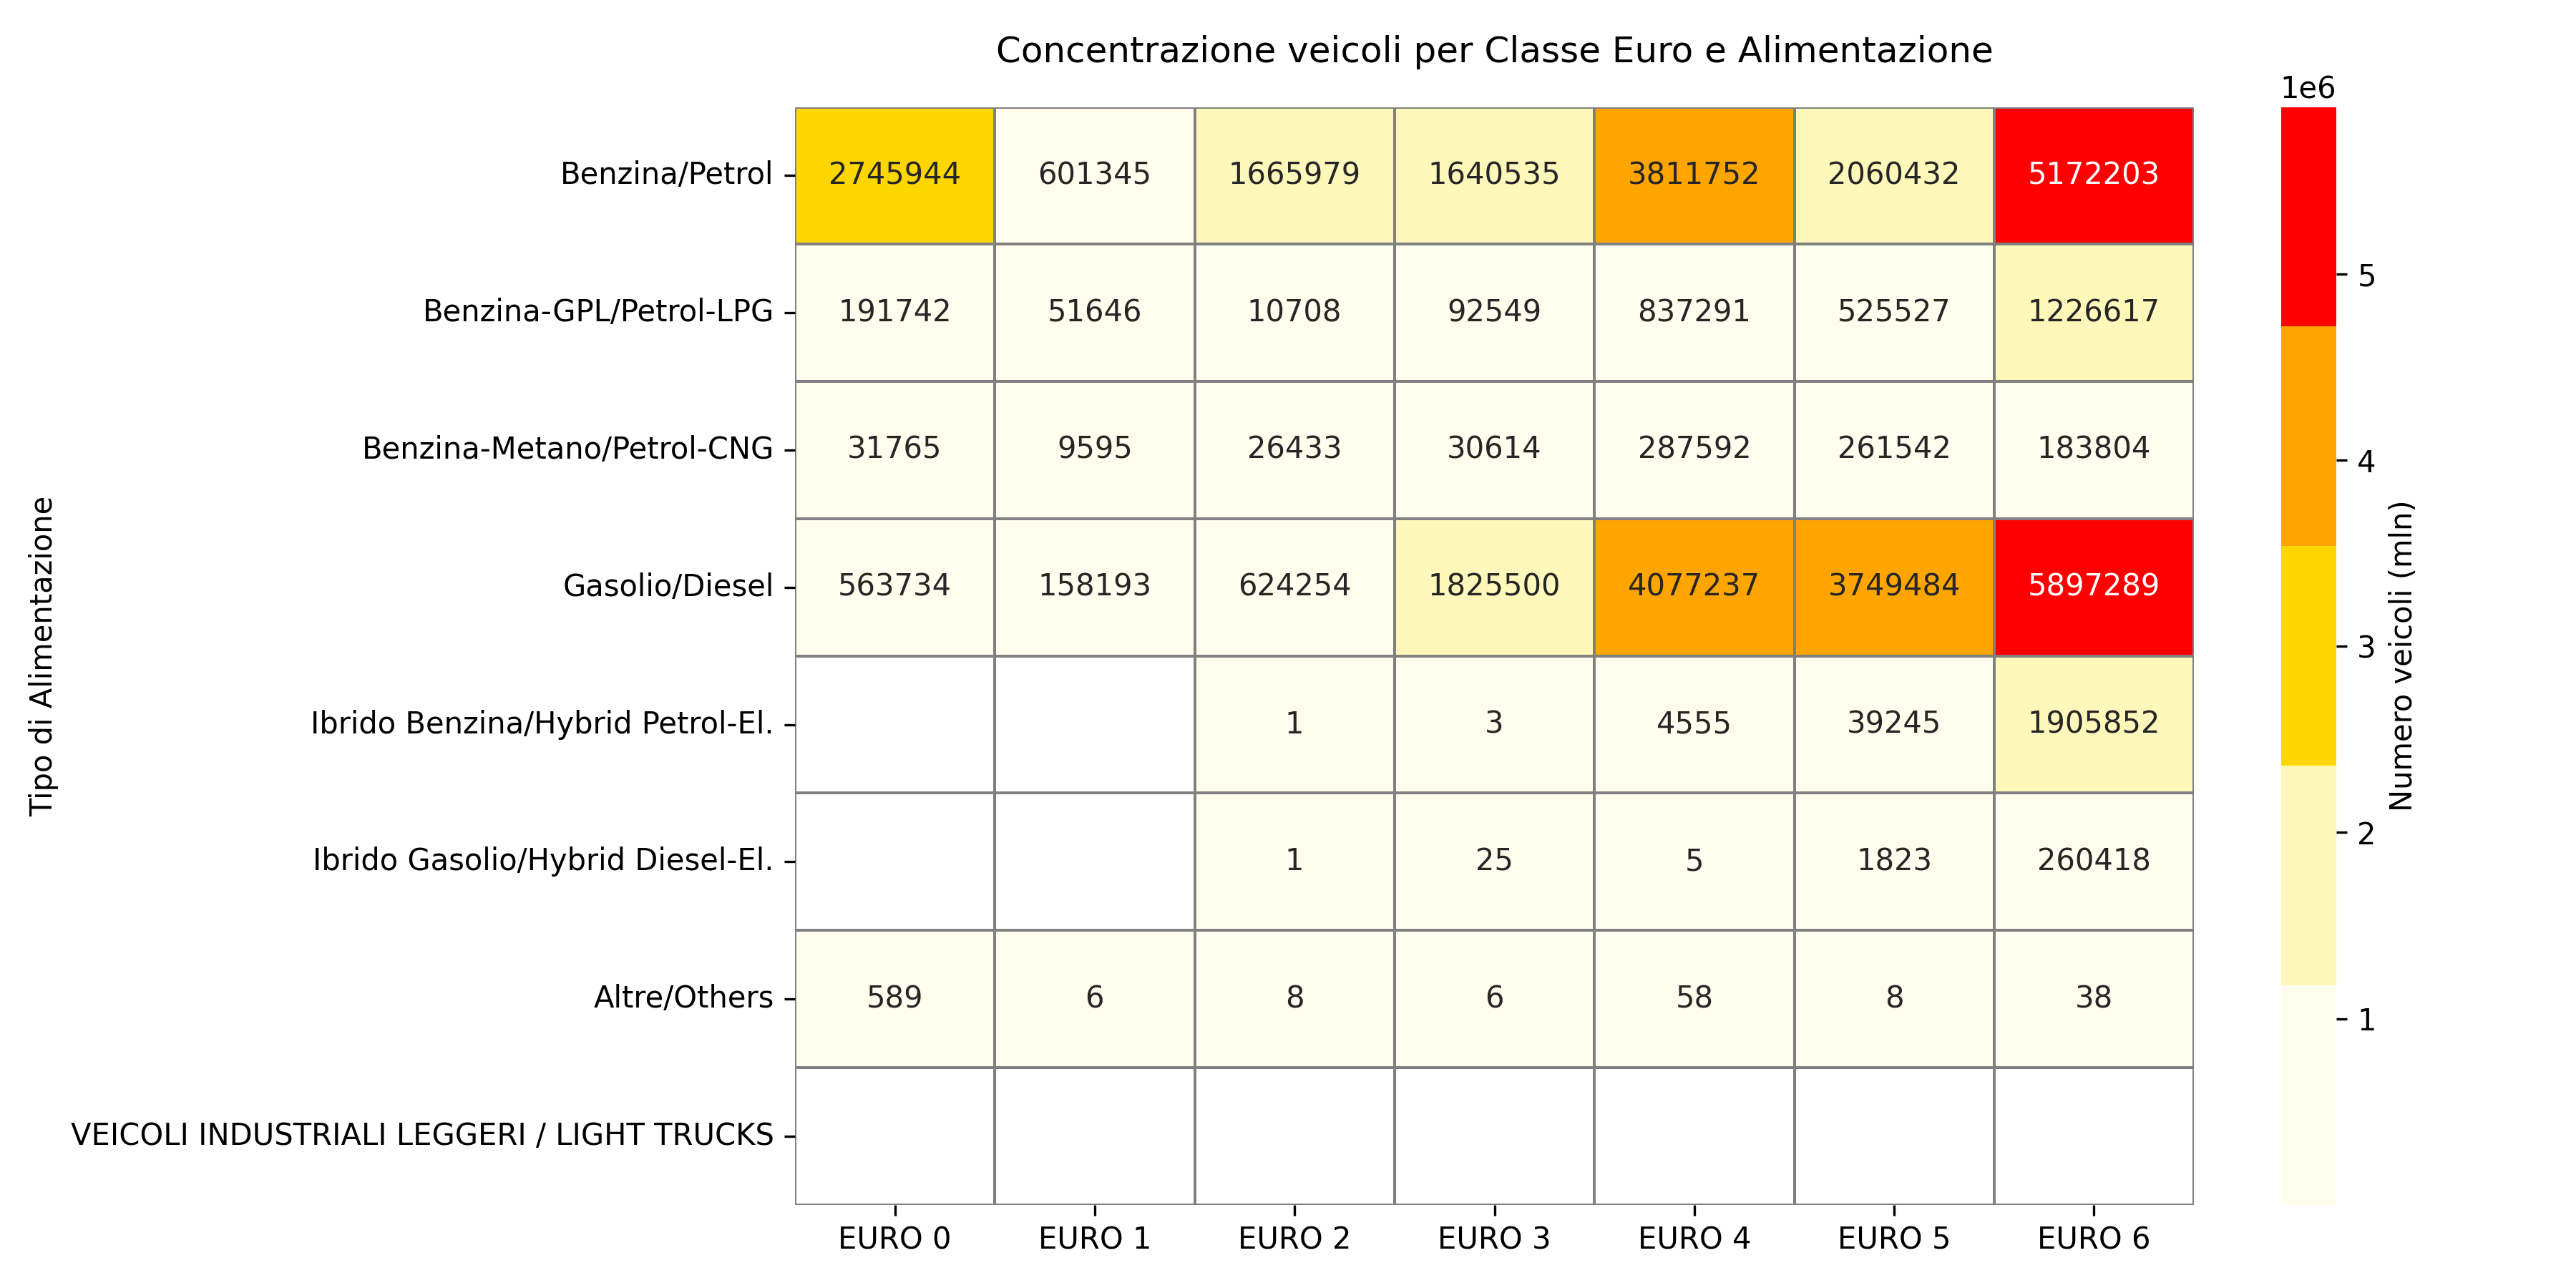 Concentrazione veicoli per Classe Euro e Alimentazione
1e6
Benzina/Petrol 2745944 601345 1665979 1640535 3811752 2060432 5172203
Benzina-GPL/Petrol-LPG 191742 51646 10708 92549 837291 525527 1226617
Benzina-Metano/Petrol-CNG 31765 9595 26433 30614 287592 261542 183804
Gasolio/Diesel 563734 158193 624254 1825500 4077237 3749484 5897289
Ibrido Benzina/Hybrid Petrol-El. 1 3 4555 39245 1905852
Ibrido Gasolio/Hybrid Diesel-El. 1 25 5 1823 260418
Altre/Others 589 6 8 6 58 8 38
VEICOLI INDUSTRIALI LEGGERI / LIGHT TRUCKS
EURO 0 EURO 1 EURO 2 EURO 3 EURO 4 EURO 5 EURO 6
Tipo di Alimentazione
5
4
3
2
1
Numero veicoli (mln)